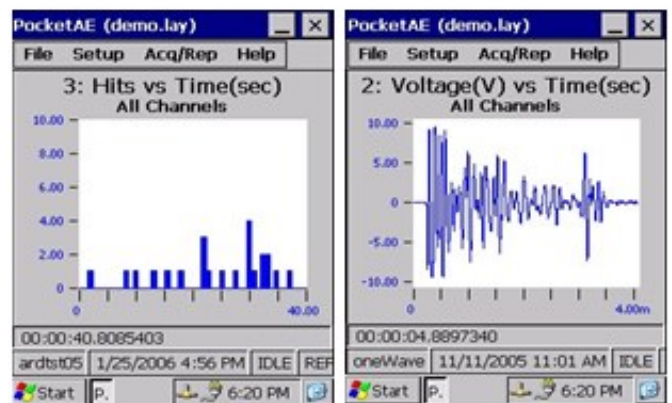 PocketAE (demo.lay)
File Setup Acq/Rep Help
3: Hits vs Time(sec)
All Channels
10.00
8.00
6.00
4.00
2.00
0
0 40.00
00:00:40.8085403
ardtst05 1/25/2006 4:56 PM IDLE REF
Start P. 6:20 PM
PocketAE (demo.lay)
File Setup Acq/Rep Help
2: Voltage(V) vs Time(sec)
All Channels
10.00
5.00
0
-5.00
-10.00
0 4.00m
00:00:04.8897340
oneWave 11/11/2005 11:01 AM IDLE
Start P. 6:20 PM